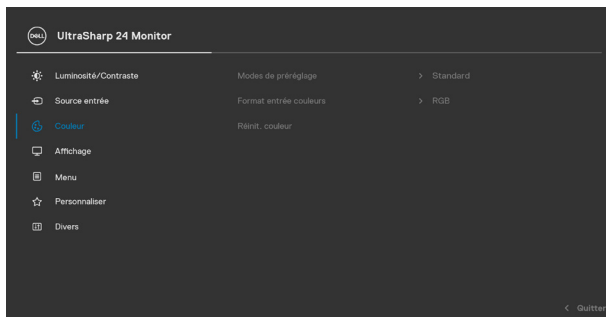 DELL UltraSharp 24 Monitor
Luminosité/Contraste Modes de préréglage > Standard
Source entrée Format entrée couleurs > RGB
Couleur Réinit. couleur
Affichage
Menu
Personnaliser
Divers
< Quitter